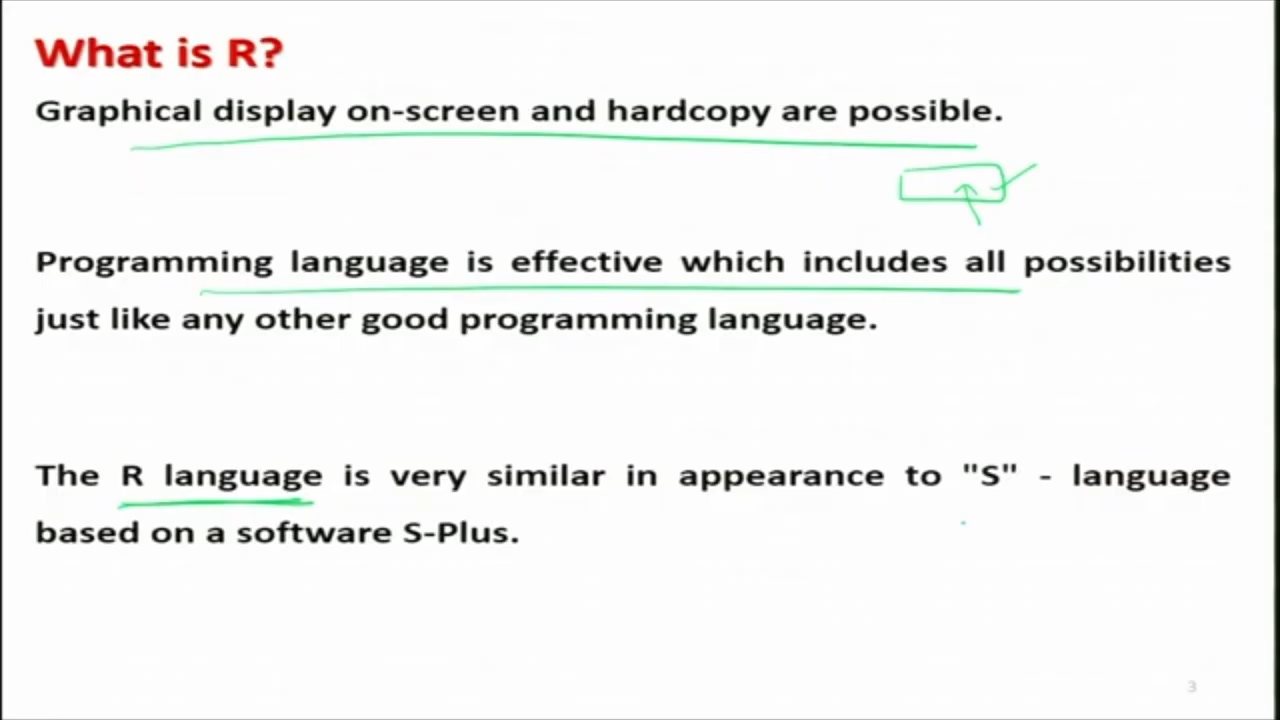 What is R?
Graphical display on-screen and hardcopy are possible.
Programming language is effective which includes all possibilities
just like any other good programming language.
The R language is very similar in appearance to "S" - language
based on a software S-Plus.
3